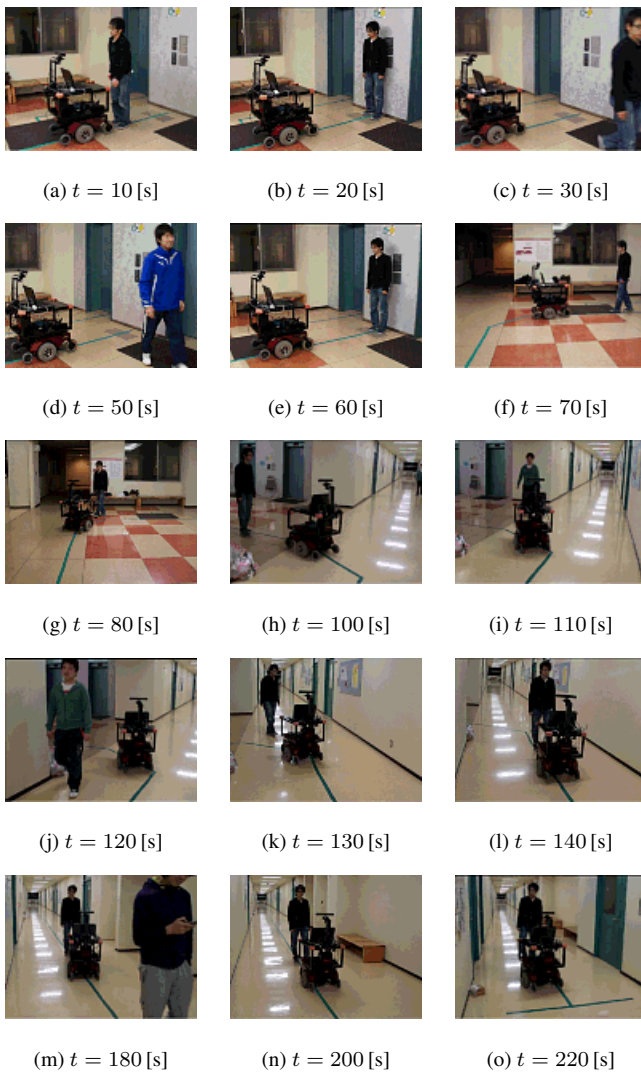 (a) t = 10 [s]
(b) t = 20 [s]
(c) t = 30 [s]
(d) t = 50 [s]
(e) t = 60 [s]
(f) t = 70 [s]
(g) t = 80 [s]
(h) t = 100 [s]
(i) t = 110 [s]
(j) t = 120 [s]
(k) t = 130 [s]
(l) t = 140 [s]
(m) t = 180 [s]
(n) t = 200 [s]
(o) t = 220 [s]